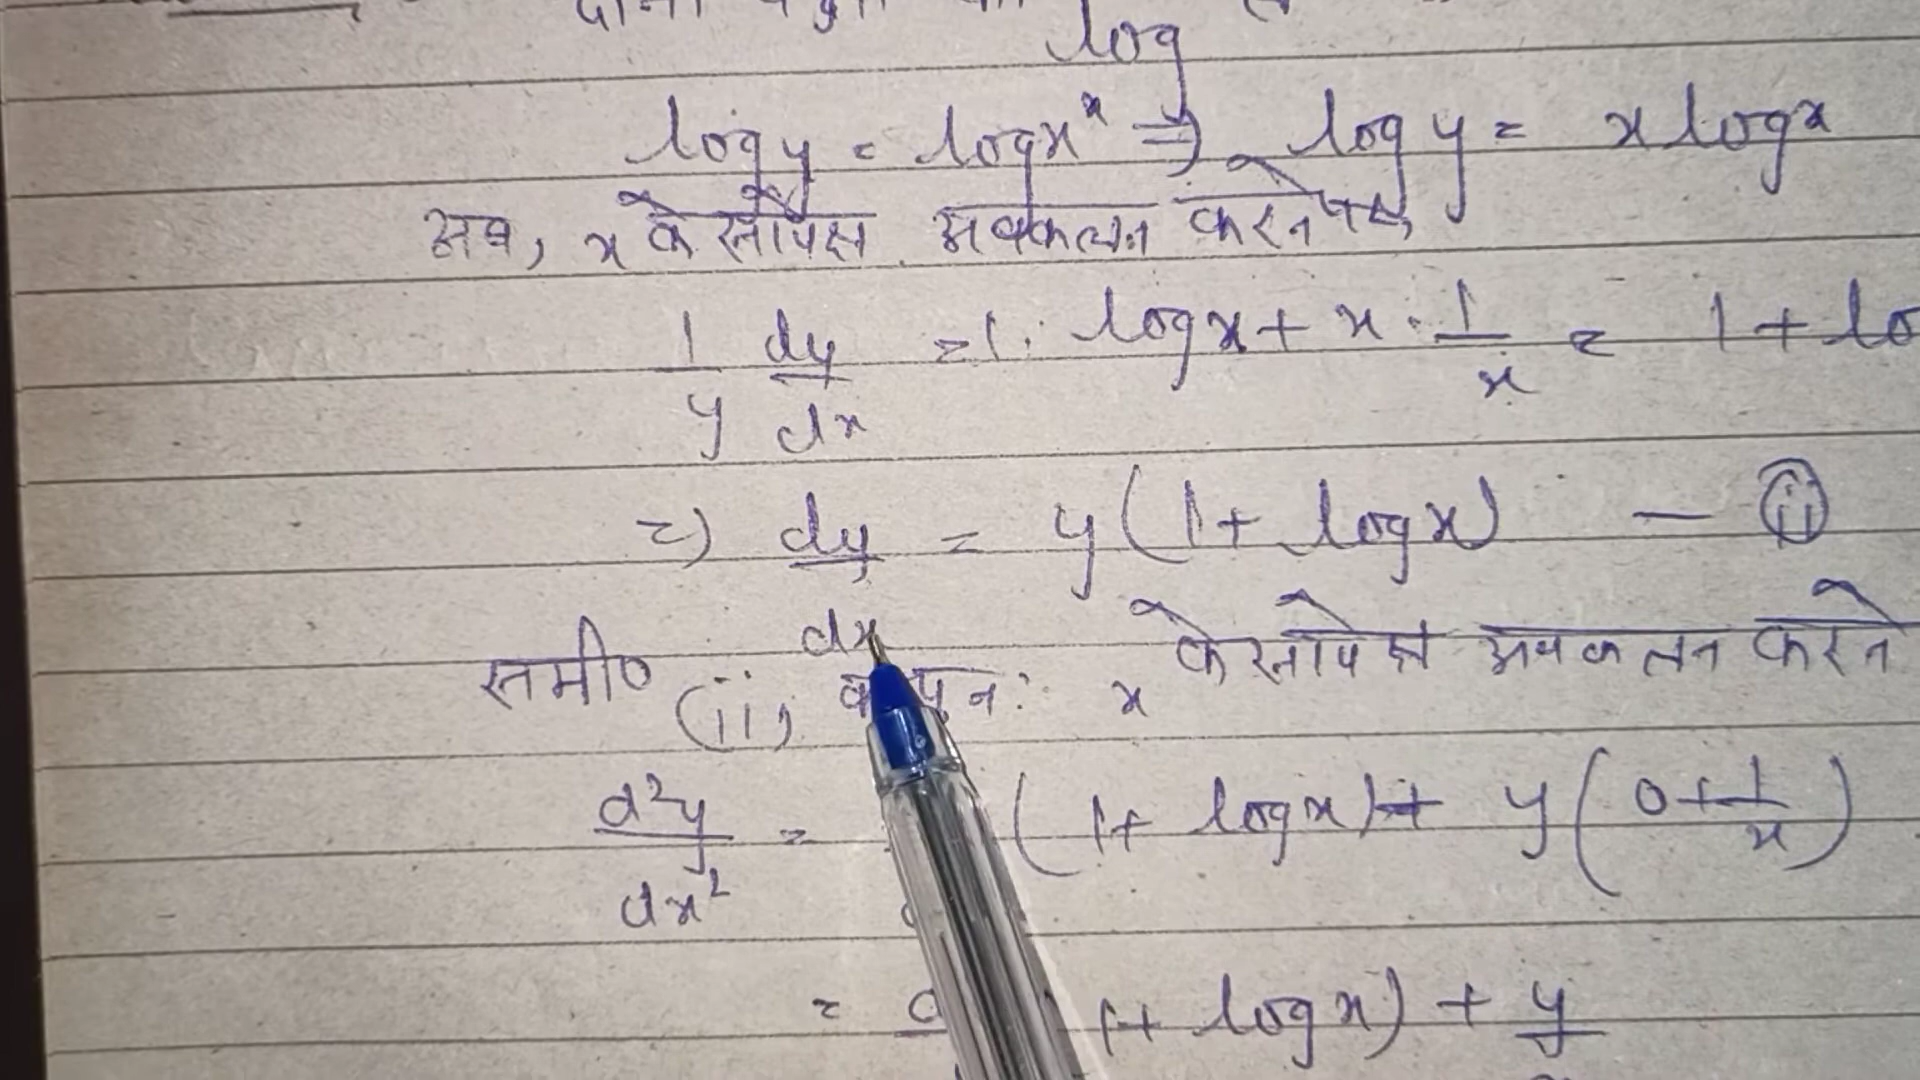 log
log y = log x^x ⇒ log y = x log x
अब, x के सापेक्ष अवकलन करने पर,
1/y dy/dx = 1. log x + x . 1/x = 1 + lo
=) dy/dx = y (1 + log x) — (ii)
समी० (ii) पुन: x के सापेक्ष अवकलन करने
d²y/dx² = (1 + log x) + y (0 + 1/x)
= 1+ log x) + y